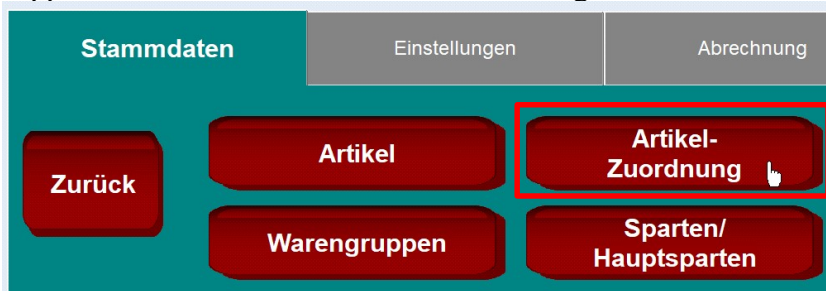 Stammdaten
Einstellungen
Abrechnung
Zurück
Artikel
Artikel-
Zuordnung
Warengruppen
Sparten/
Hauptsparten